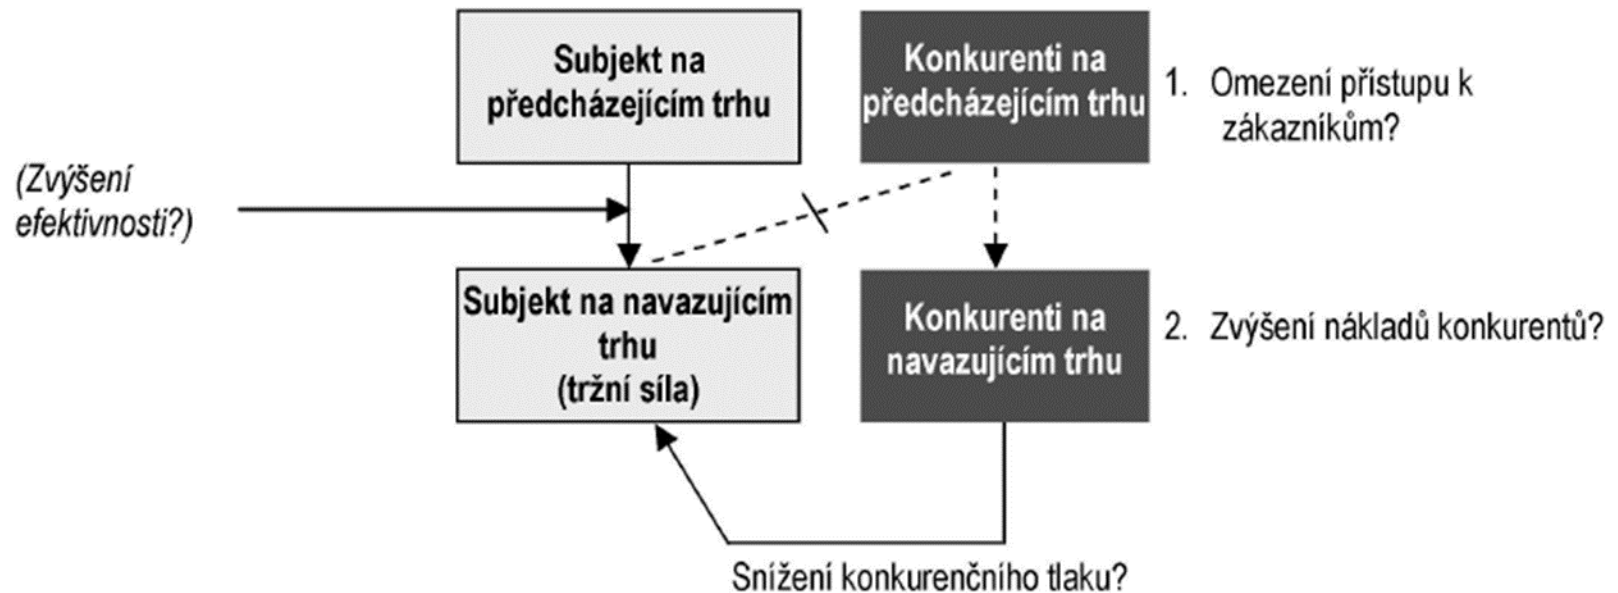 Subjekt na
předcházejícím trhu
Konkurenti na
předcházejícím trhu
1. Omezení přístupu k
zákazníkům?
(Zvýšení
efektivnosti?)
Subjekt na navazujícím
trhu
(tržní síla)
Konkurenti na
navazujícím trhu
2. Zvýšení nákladů konkurentů?
Snížení konkurenčního tlaku?